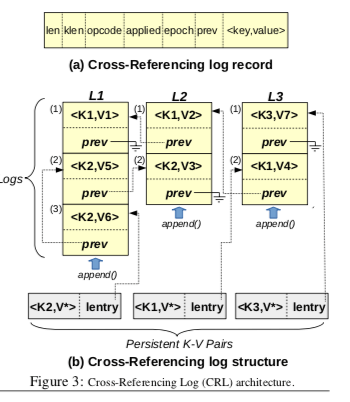 len klen opcode applied epoch prev <key,value>
(a) Cross-Referencing log record
L1 L2 L3
(1) <K1,V1> (1) <K1,V2> (1) <K3,V7>
prev prev prev
Logs
(2) <K2,V5> (2) <K2,V3> (2) <K1,V4>
prev prev prev
(3) <K2,V6> append() append()
prev
append()
<K2,V*> lentry <K1,V*> lentry <K3,V*> lentry
Persistent K-V Pairs
(b) Cross-Referencing log structure
Figure 3: Cross-Referencing Log (CRL) architecture.